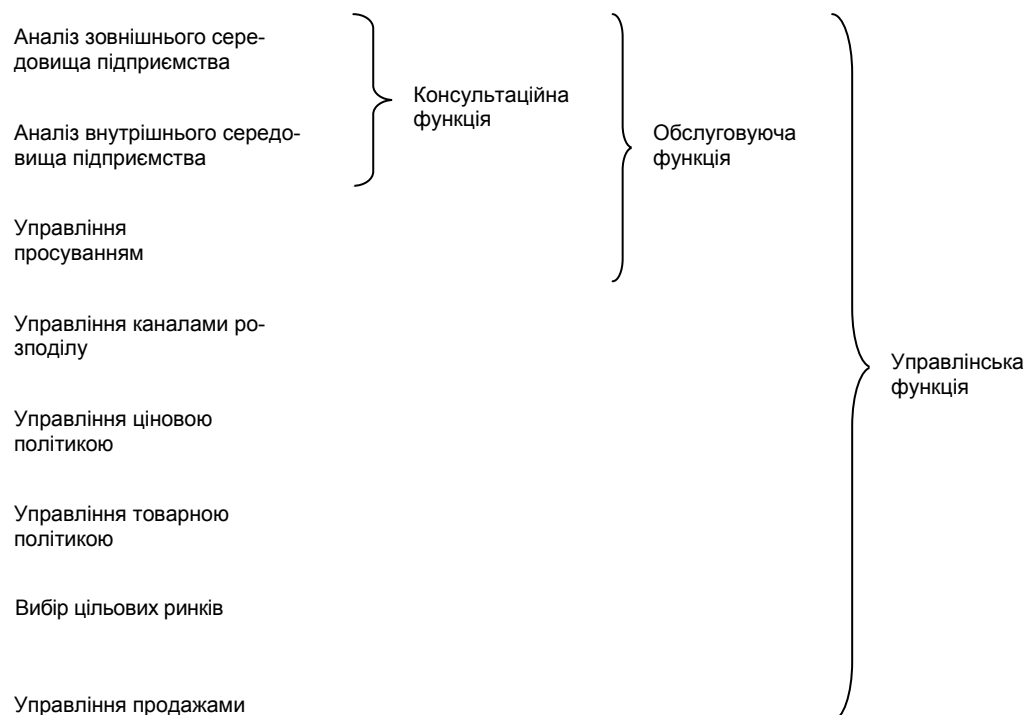 Аналіз зовнішнього сере-
довища підприємства
Консультаційна
функція
Аналіз внутрішнього середо-
вища підприємства
Обслуговуюча
функція
Управління
просуванням
Управління каналами ро-
зподілу
Управлінська
функція
Управління ціновою
політикою
Управління товарною
політикою
Вибір цільових ринків
Управління продажами